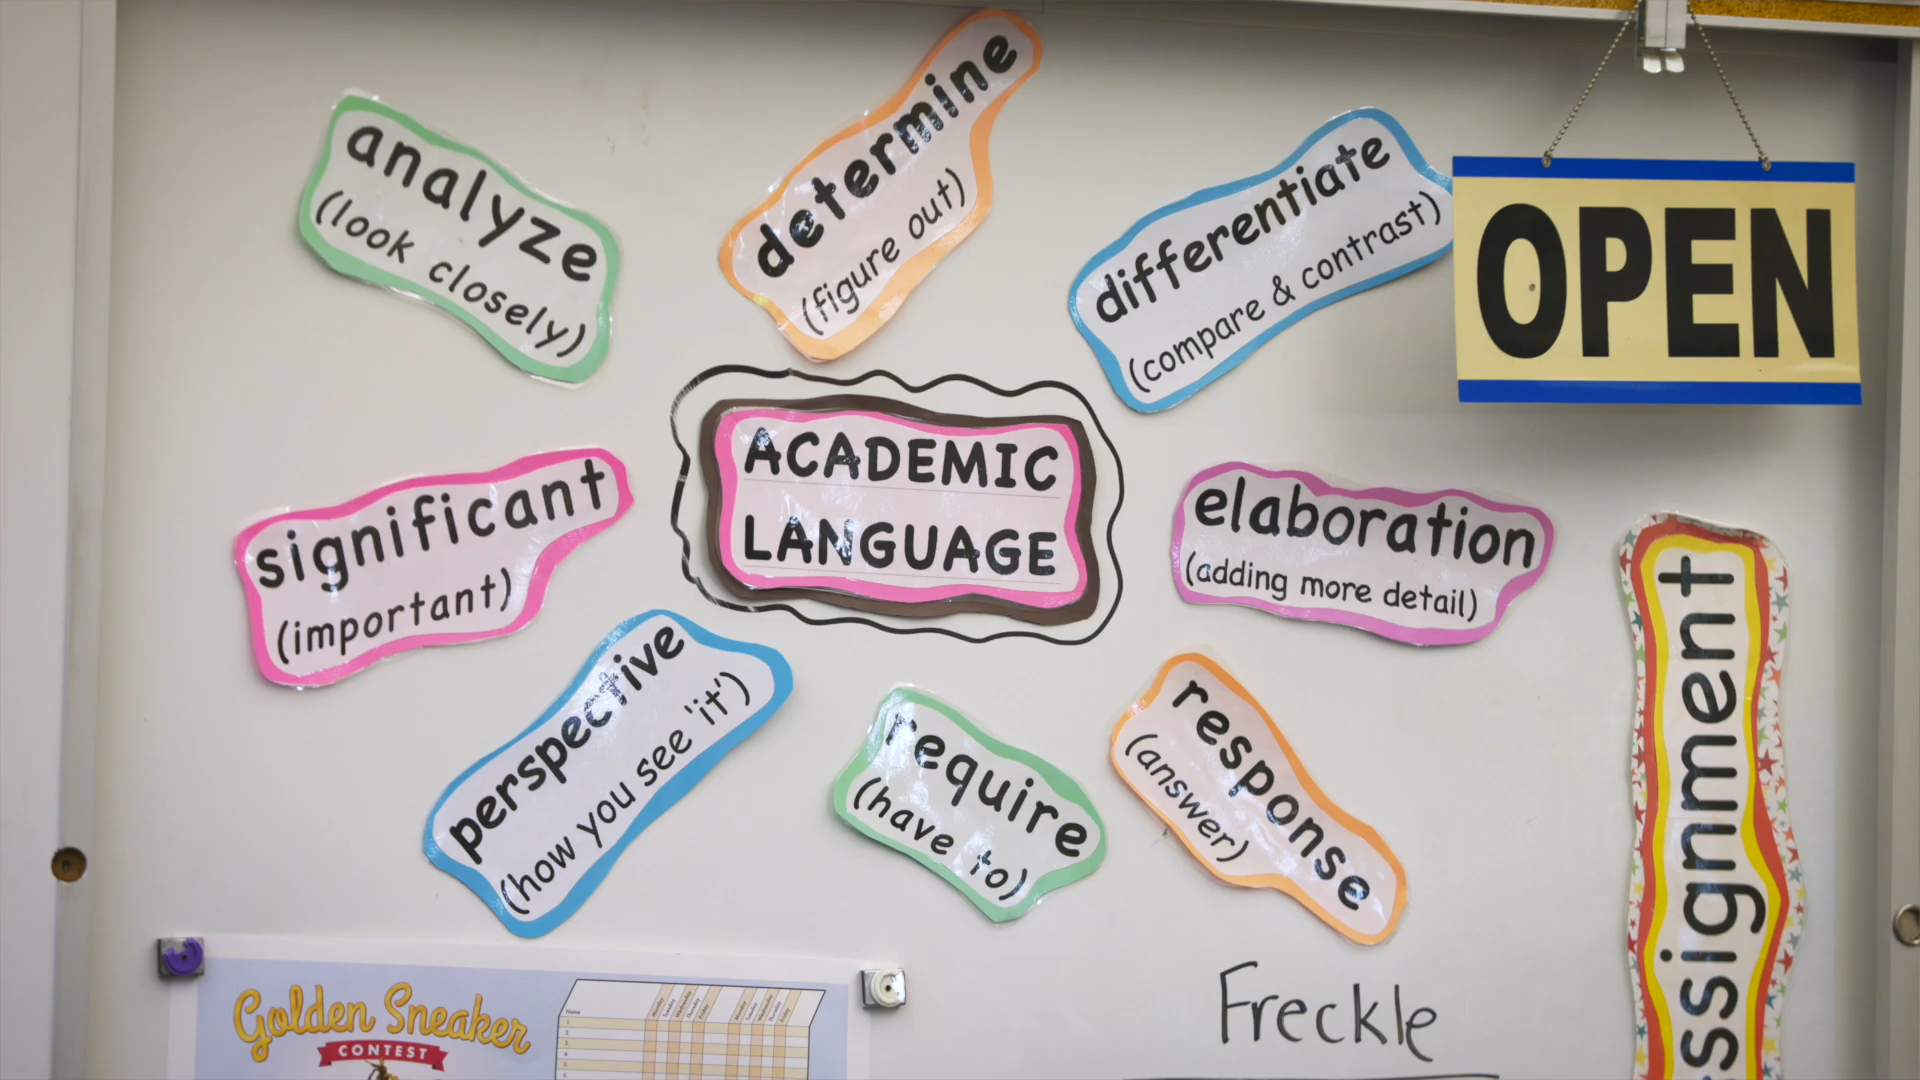 analyze
(look closely)
determine
(figure out)
differentiate
(compare & contrast)
OPEN
ACADEMIC
LANGUAGE
significant
(important)
elaboration
(adding more detail)
perspective
(how you see 'it')
require
(have to)
response
(answer)
ssignment
Golden Sneaker
CONTEST
Freckle